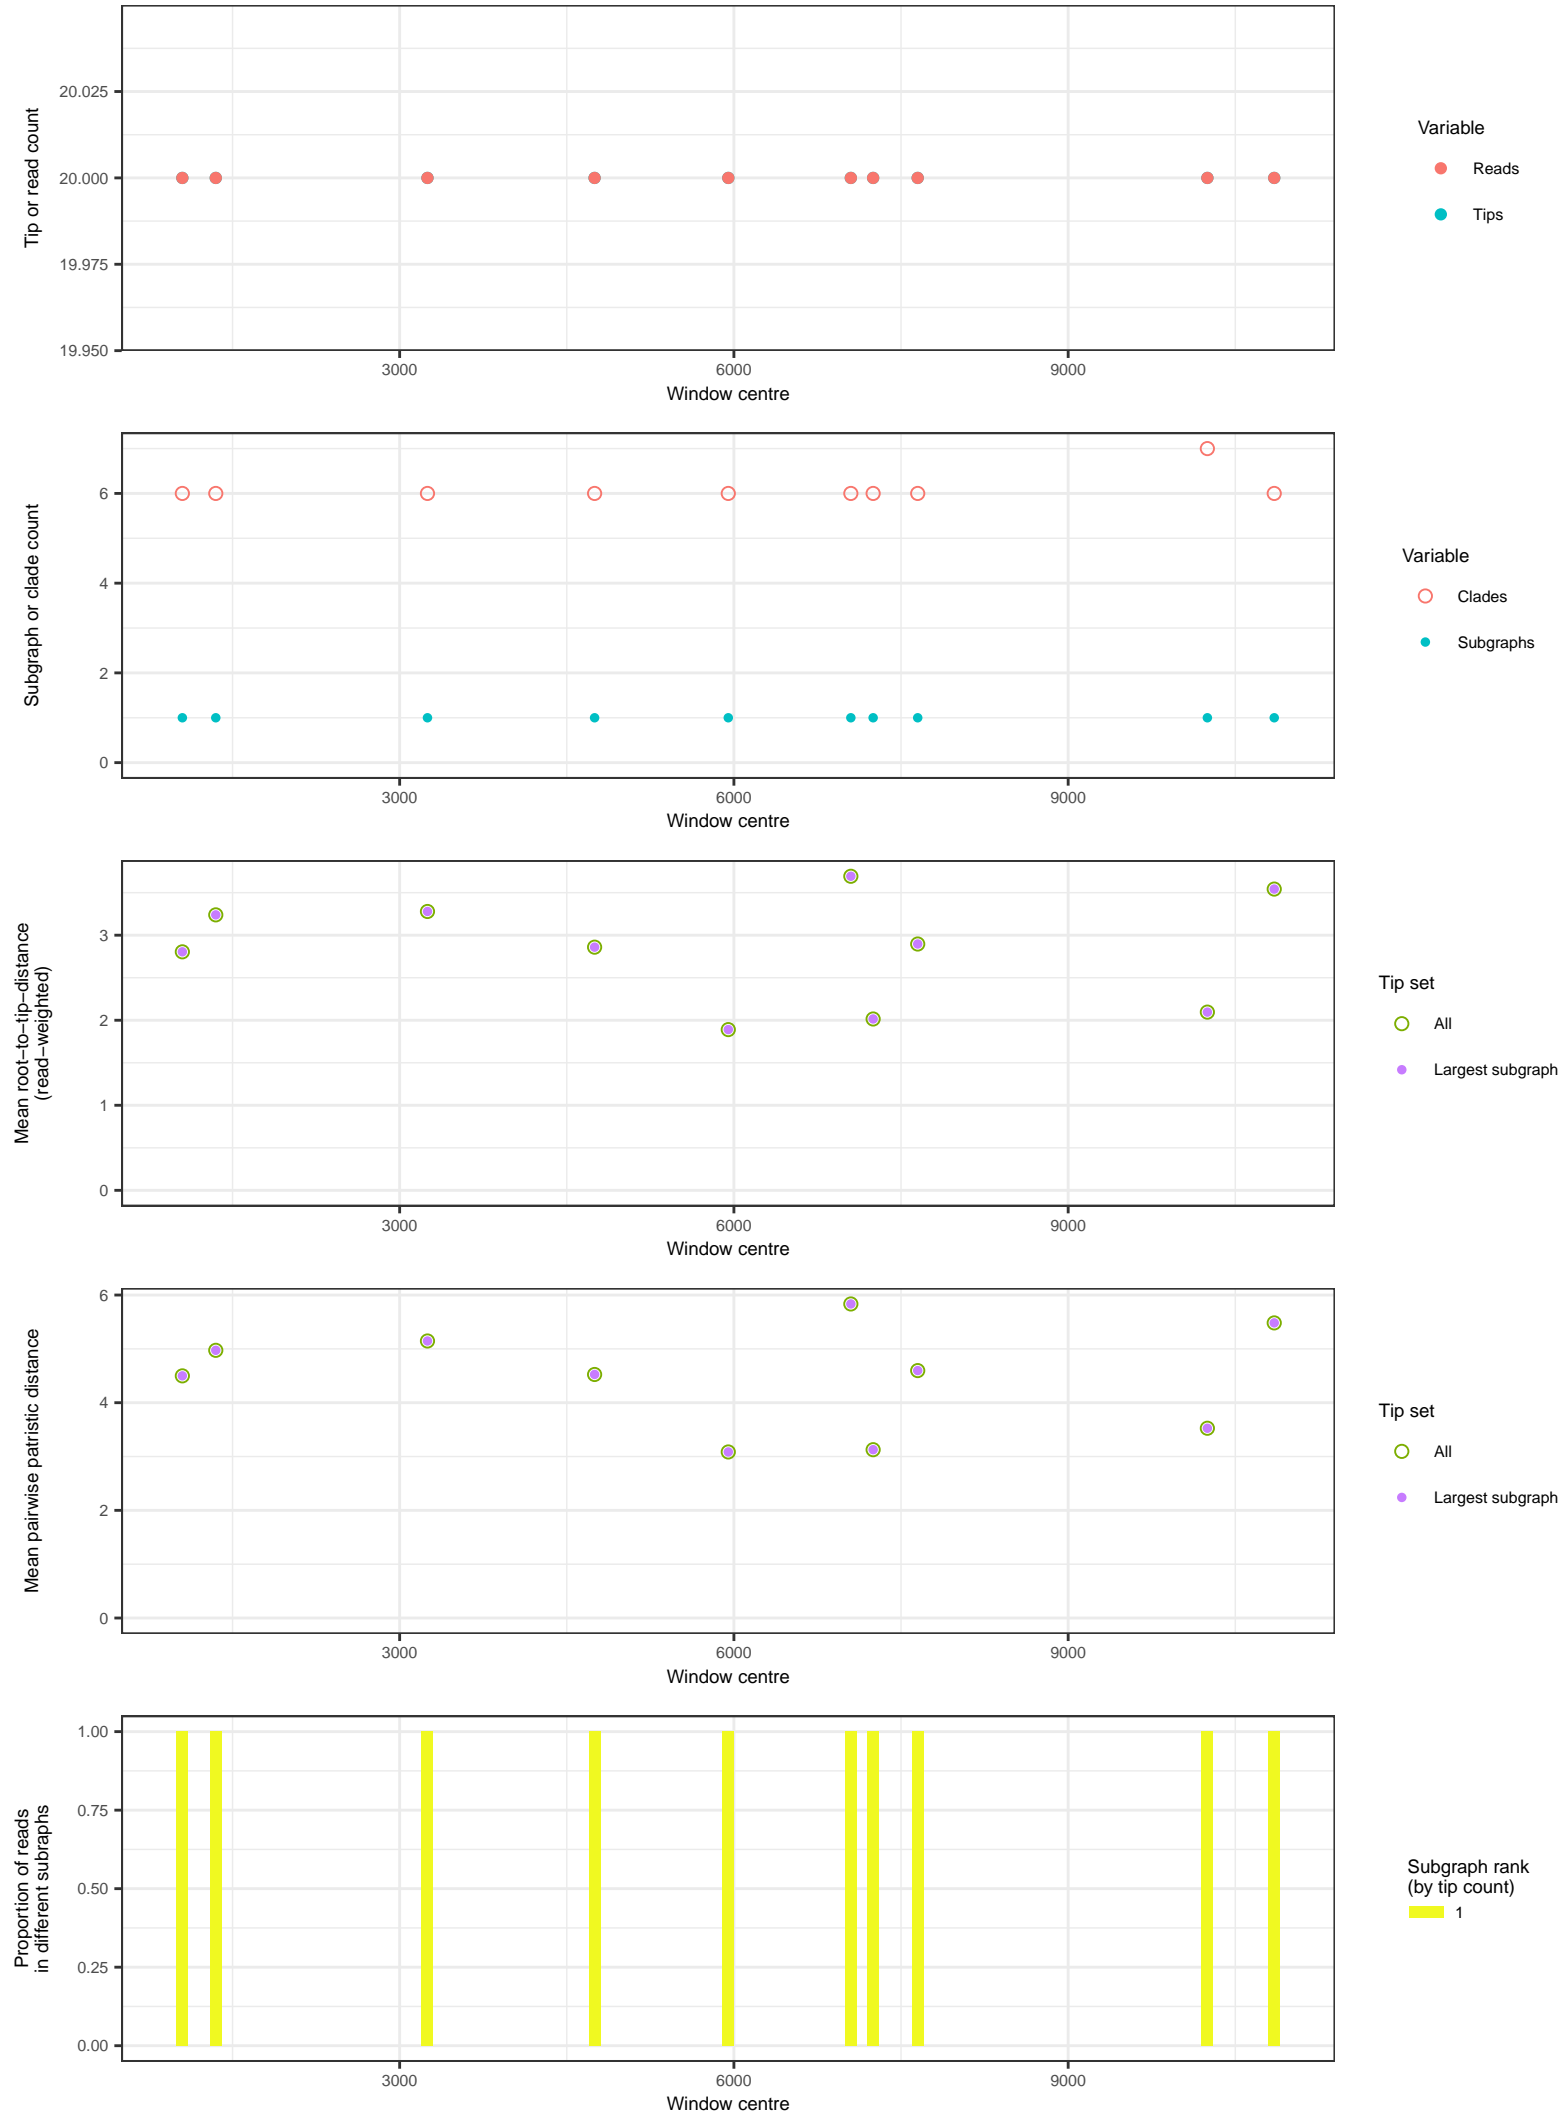 Tip or read count
20.025
20.000
19.975
19.950
3000
6000
9000
Window centre
Variable
Reads
Tips
Subgraph or clade count
6
4
2
0
3000
6000
9000
Window centre
Variable
Clades
Subgraphs
Mean root−to−tip−distance
(read−weighted)
3
2
1
0
3000
6000
9000
Window centre
Tip set
All
Largest subgraph
Mean pairwise patristic distance
6
4
2
0
3000
6000
9000
Window centre
Tip set
All
Largest subgraph
Proportion of reads
in different subraphs
1.00
0.75
0.50
0.25
0.00
3000
6000
9000
Window centre
Subgraph rank
(by tip count)
1